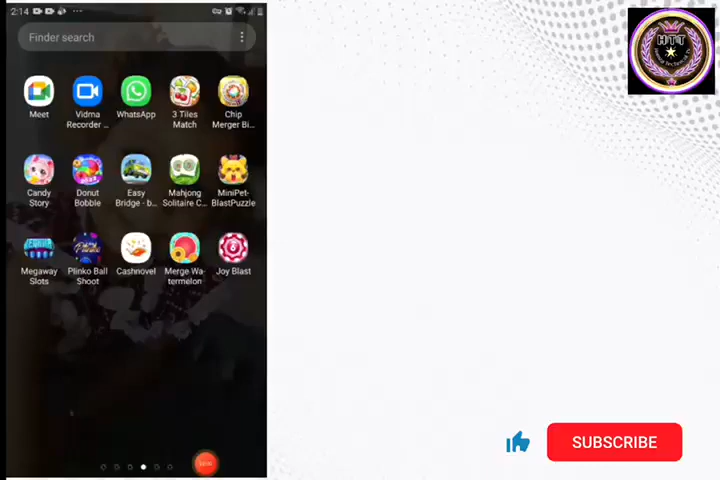 2:14
Finder search
Meet
Vidma
Recorder ...
WhatsApp
3 Tiles
Match
Chip
Merger Bi...
Candy
Story
Donut
Bobble
Easy
Bridge - b...
Mahjong
Solitaire C...
MiniPet-
BlastPuzzle
Megaway
Slots
Plinko Ball
Shoot
Cashnovel
Merge Wa-
termelon
Joy Blast
HTT
SUBSCRIBE